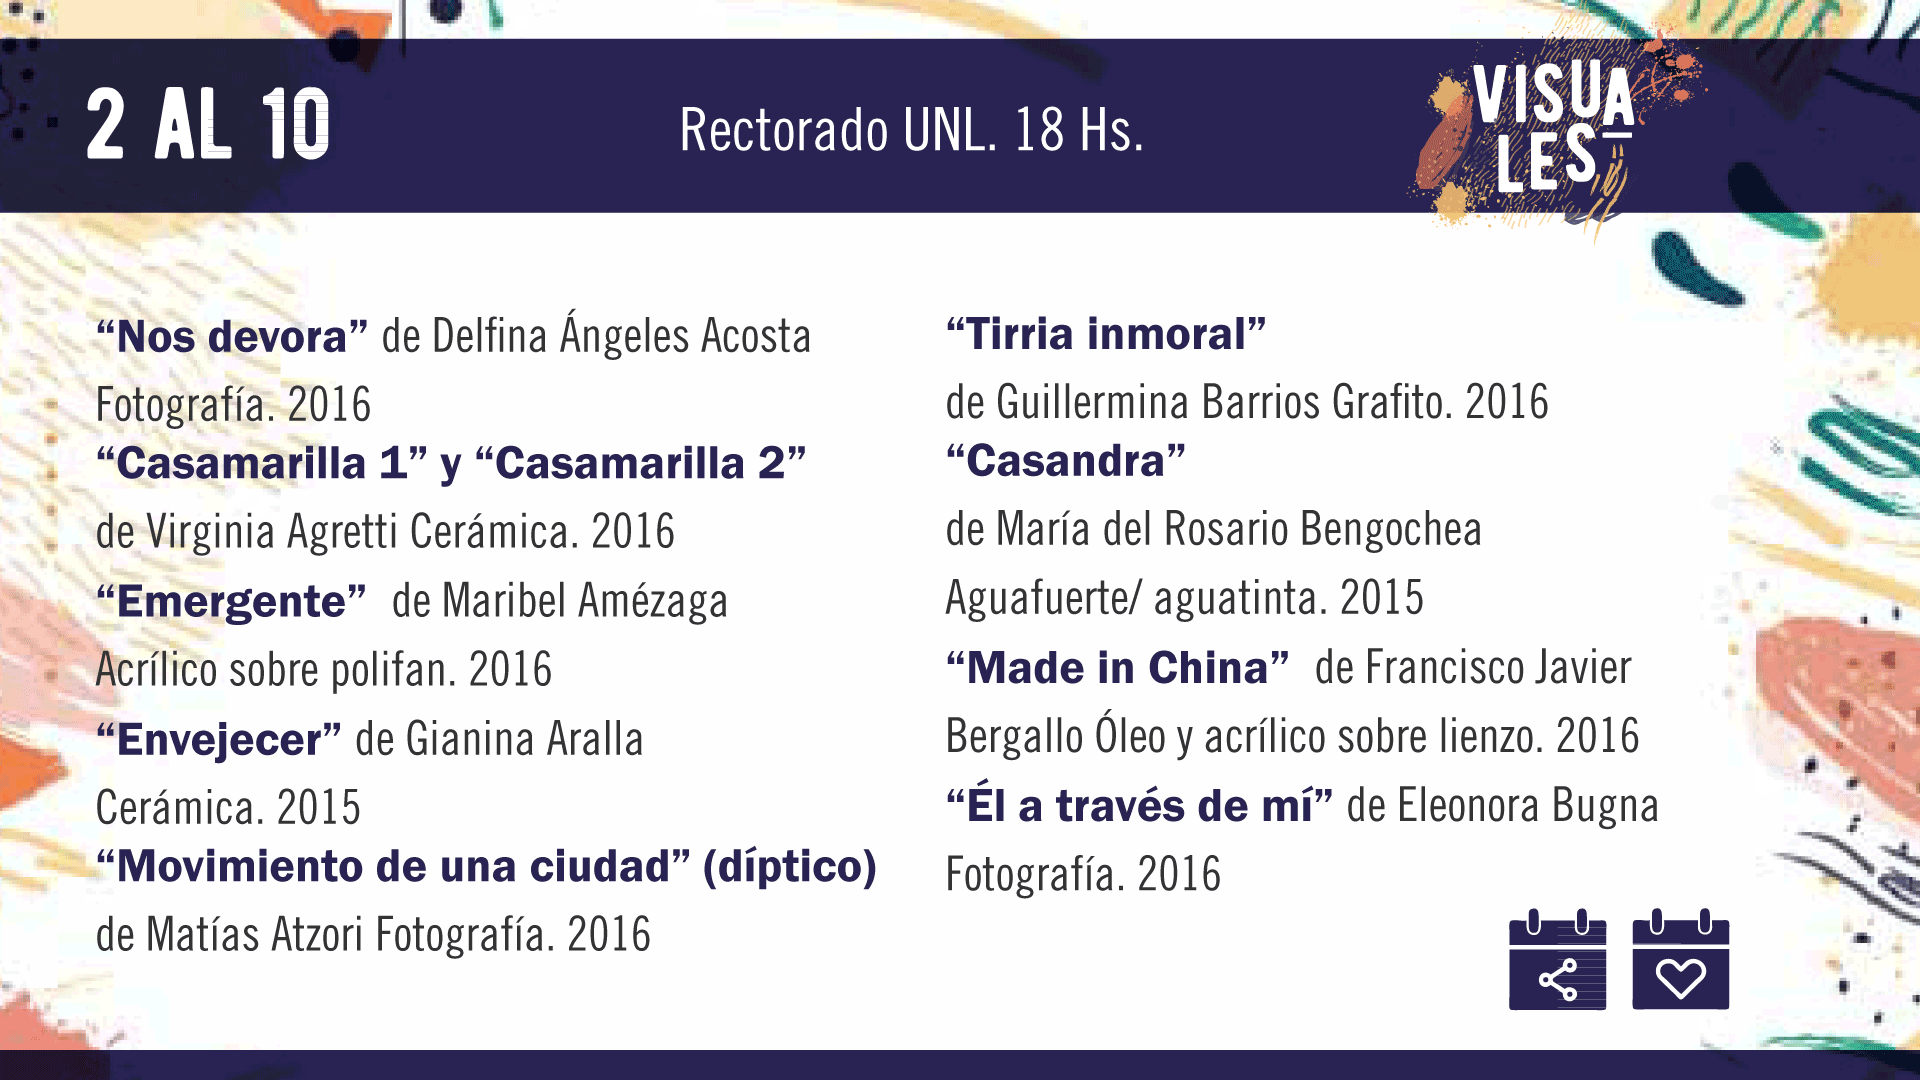 2 AL 10
Rectorado UNL. 18 Hs.
VISUA
LES
“Nos devora” de Delfina Ángeles Acosta
Fotografía. 2016
“Casamarilla 1” y “Casamarilla 2”
de Virginia Agretti Cerámica. 2016
“Emergente” de Maribel Amézaga
Acrílico sobre polifan. 2016
“Envejecer” de Gianina Aralla
Cerámica. 2015
“Movimiento de una ciudad” (díptico)
de Matías Atzori Fotografía. 2016
“Tirria inmoral”
de Guillermina Barrios Grafito. 2016
“Casandra”
de María del Rosario Bengochea
Aguafuerte/ aguatinta. 2015
“Made in China” de Francisco Javier
Bergallo Óleo y acrílico sobre lienzo. 2016
“Él a través de mí” de Eleonora Bugna
Fotografía. 2016